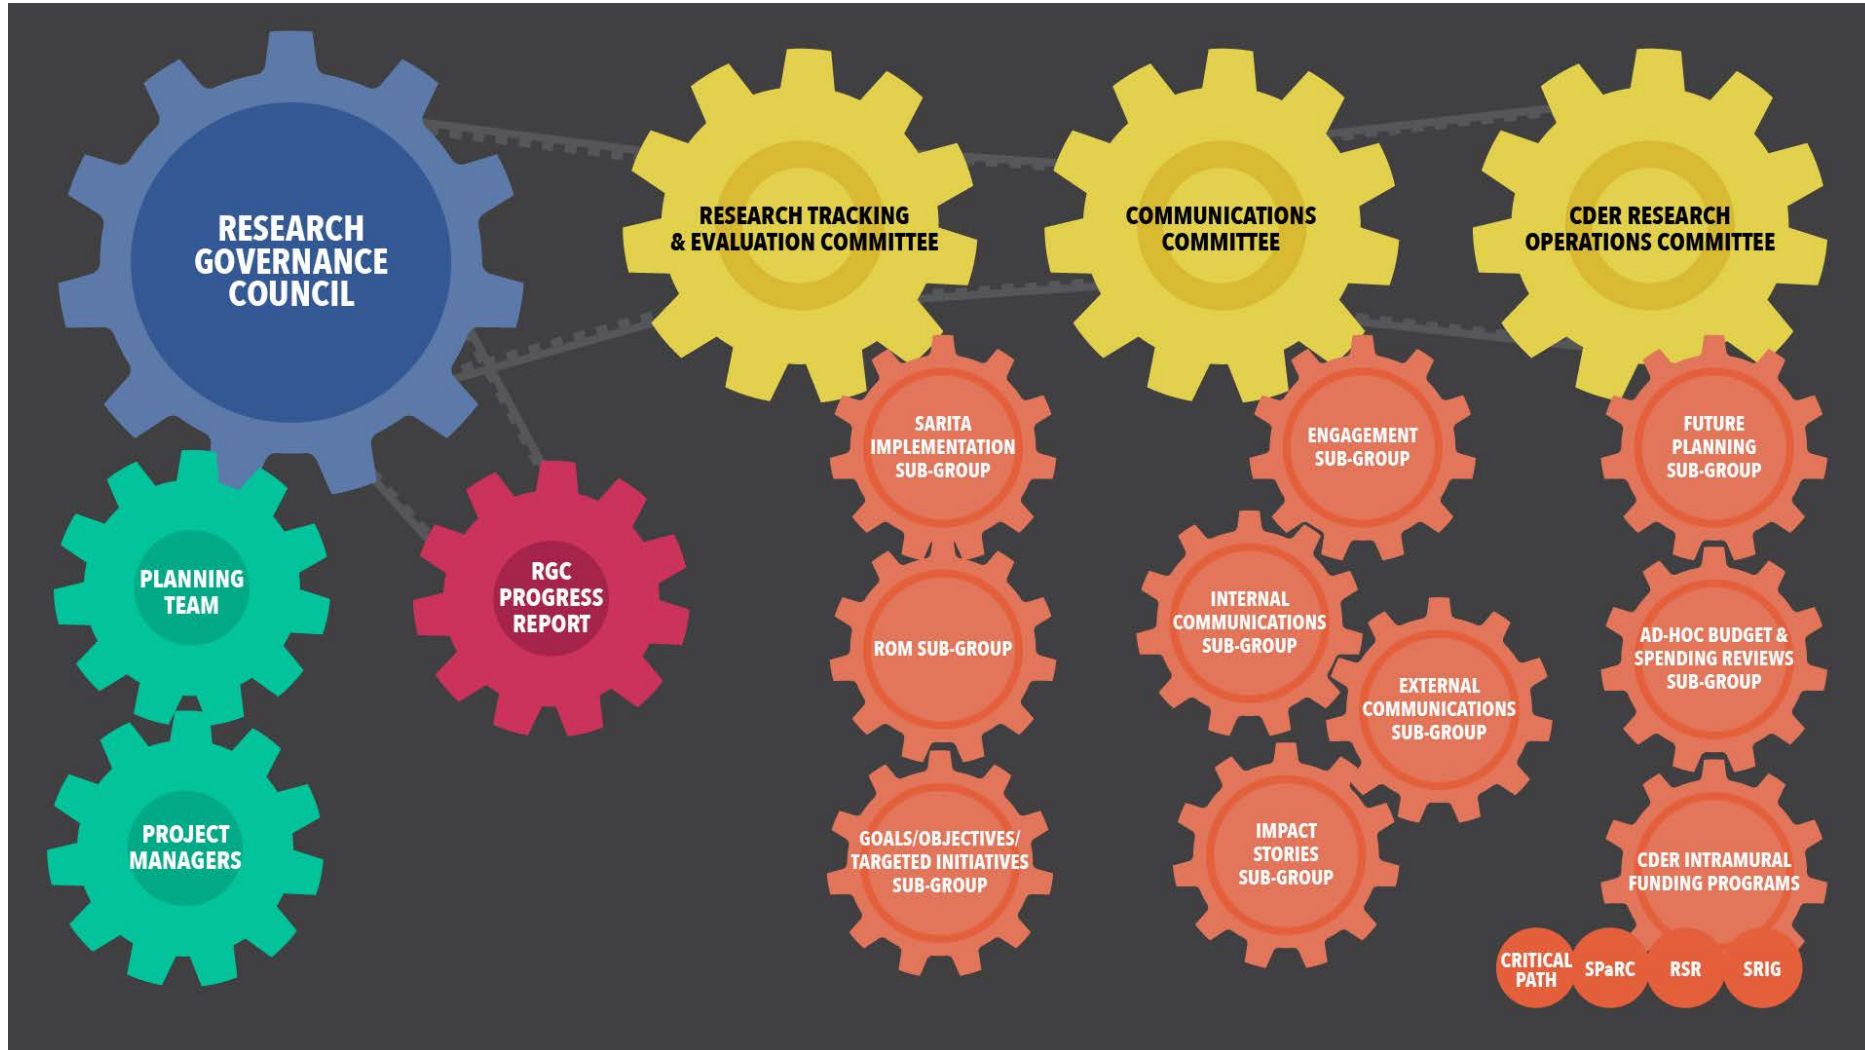 RESEARCH
GOVERNANCE
COUNCIL
RESEARCH TRACKING
& EVALUATION COMMITTEE
COMMUNICATIONS
COMMITTEE
CDER RESEARCH
OPERATIONS COMMITTEE
PLANNING
TEAM
PROJECT
MANAGERS
RGC
PROGRESS
REPORT
SARITA
IMPLEMENTATION
SUB-GROUP
ROM SUB-GROUP
GOALS/OBJECTIVES/
TARGETED INITIATIVES
SUB-GROUP
ENGAGEMENT
SUB-GROUP
INTERNAL
COMMUNICATIONS
SUB-GROUP
EXTERNAL
COMMUNICATIONS
SUB-GROUP
IMPACT
STORIES
SUB-GROUP
FUTURE
PLANNING
SUB-GROUP
AD-HOC BUDGET &
SPENDING REVIEWS
SUB-GROUP
CDER INTRAMURAL
FUNDING PROGRAMS
CRITICAL
PATH
SPaRC
RSR
SRIG